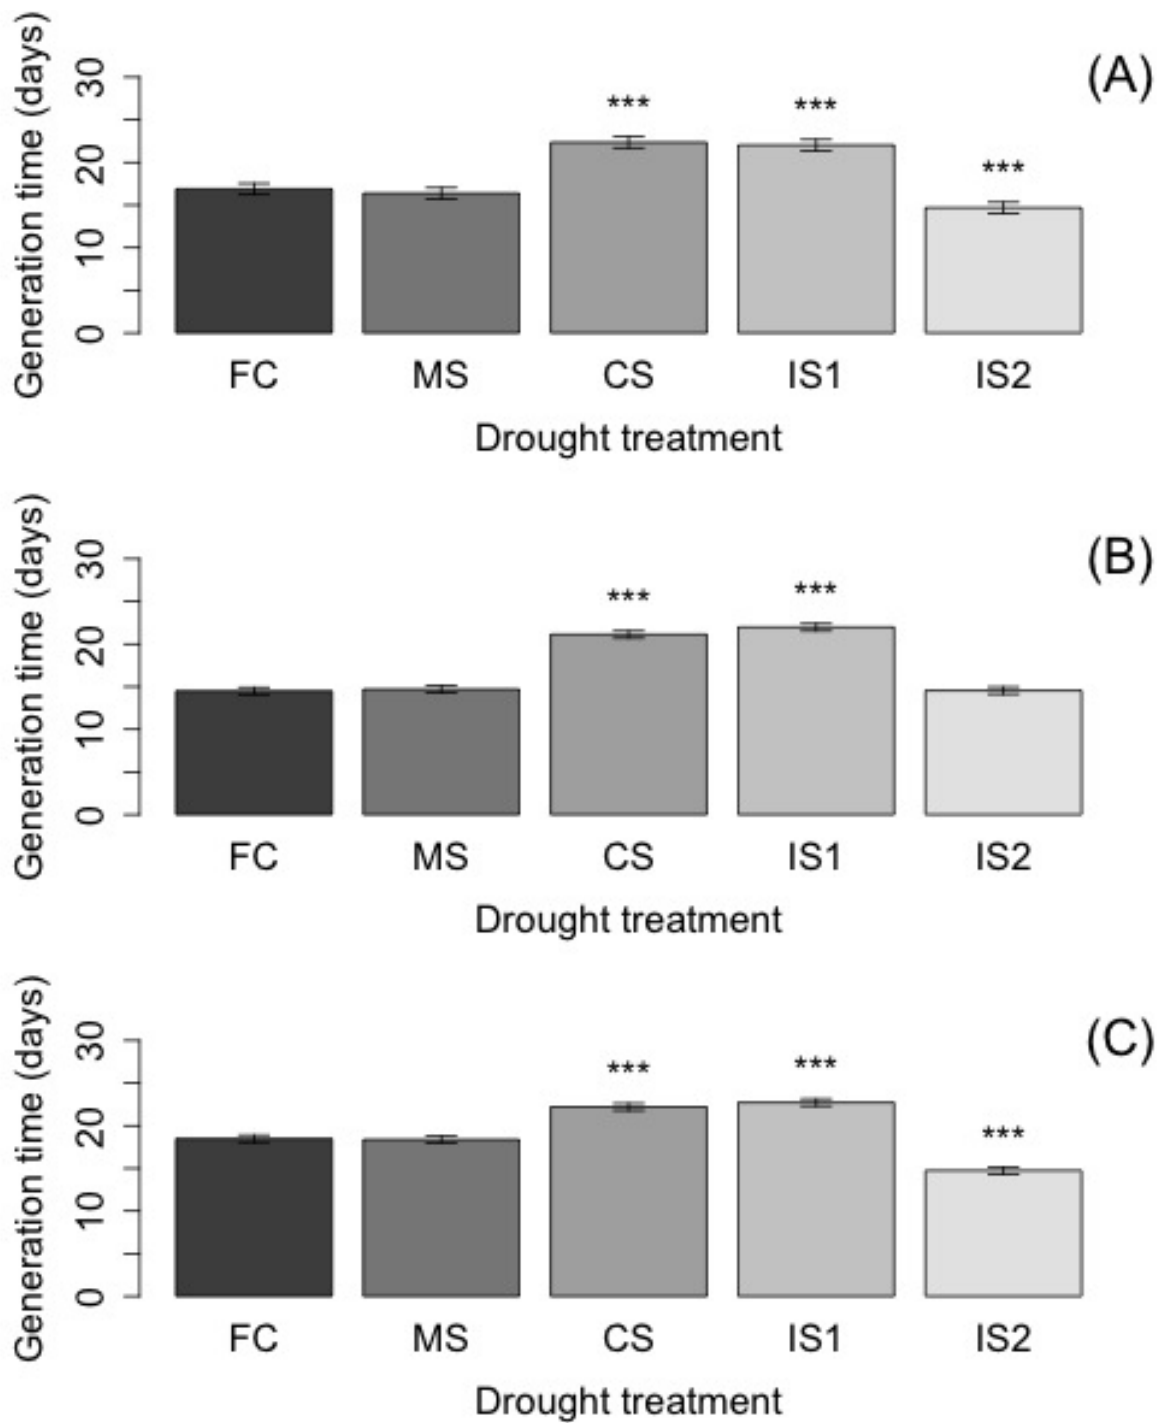 (A)
Generation time (days)
30
20
10
0
***
***
***
FC MS CS IS1 IS2
Drought treatment
(B)
Generation time (days)
30
20
10
0
***
***
FC MS CS IS1 IS2
Drought treatment
(C)
Generation time (days)
30
20
10
0
***
***
***
FC MS CS IS1 IS2
Drought treatment